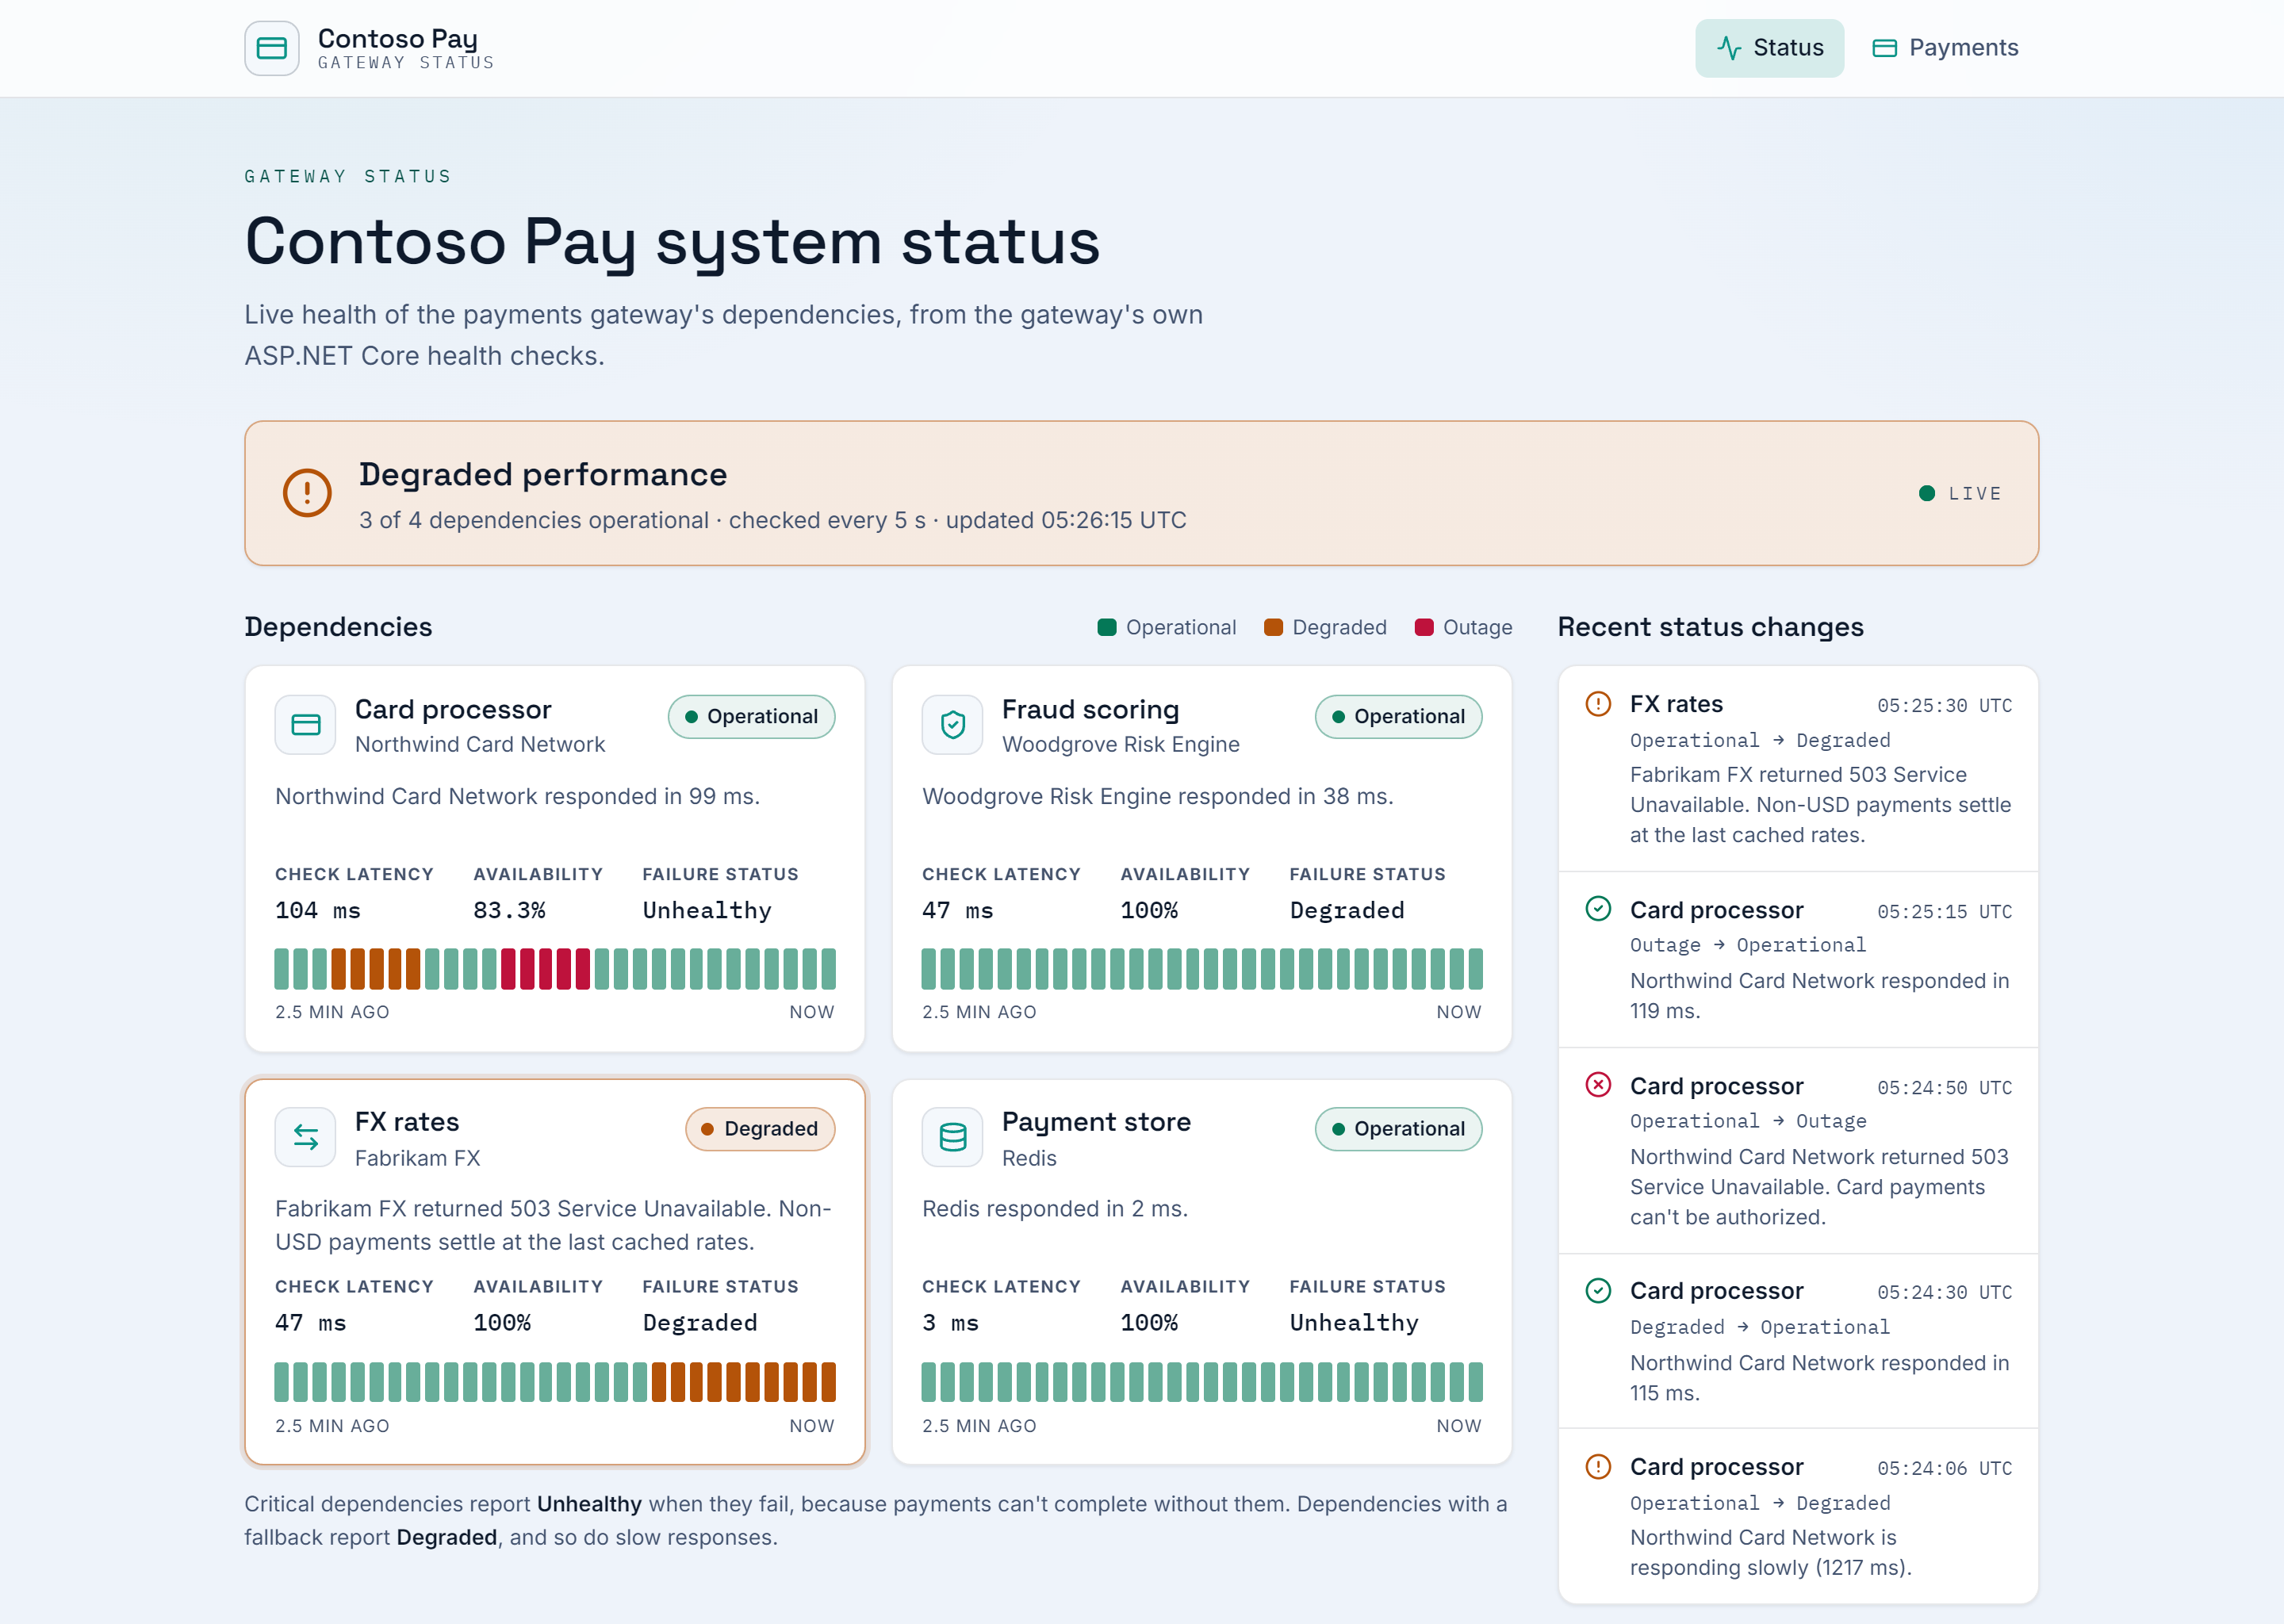 Contoso Pay
GATEWAY STATUS
Status
Payments
GATEWAY STATUS
Contoso Pay system status
Live health of the payments gateway's dependencies, from the gateway's own
ASP.NET Core health checks.
Degraded performance
3 of 4 dependencies operational · checked every 5 s · updated 05:26:15 UTC
LIVE
Dependencies
Operational
Degraded
Outage
Card processor
Northwind Card Network
Operational
Northwind Card Network responded in 99 ms.
CHECK LATENCY
AVAILABILITY
FAILURE STATUS
104 ms
83.3%
Unhealthy
2.5 MIN AGO
NOW
Fraud scoring
Woodgrove Risk Engine
Operational
Woodgrove Risk Engine responded in 38 ms.
CHECK LATENCY
AVAILABILITY
FAILURE STATUS
47 ms
100%
Degraded
2.5 MIN AGO
NOW
FX rates
Fabrikam FX
Degraded
Fabrikam FX returned 503 Service Unavailable. Non-
USD payments settle at the last cached rates.
CHECK LATENCY
AVAILABILITY
FAILURE STATUS
47 ms
100%
Degraded
2.5 MIN AGO
NOW
Payment store
Redis
Operational
Redis responded in 2 ms.
CHECK LATENCY
AVAILABILITY
FAILURE STATUS
3 ms
100%
Unhealthy
2.5 MIN AGO
NOW
Critical dependencies report Unhealthy when they fail, because payments can't complete without them. Dependencies with a
fallback report Degraded, and so do slow responses.
Recent status changes
FX rates
05:25:30 UTC
Operational → Degraded
Fabrikam FX returned 503 Service
Unavailable. Non-USD payments settle
at the last cached rates.
Card processor
05:25:15 UTC
Outage → Operational
Northwind Card Network responded in
119 ms.
Card processor
05:24:50 UTC
Operational → Outage
Northwind Card Network returned 503
Service Unavailable. Card payments
can't be authorized.
Card processor
05:24:30 UTC
Degraded → Operational
Northwind Card Network responded in
115 ms.
Card processor
05:24:06 UTC
Operational → Degraded
Northwind Card Network is
responding slowly (1217 ms).